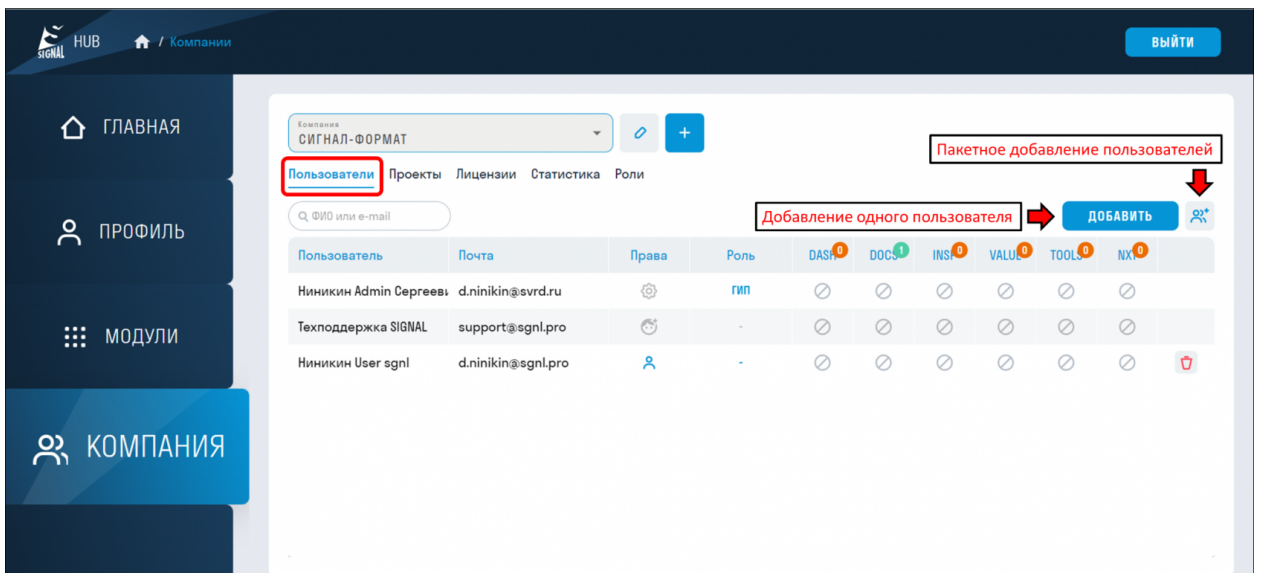 SIGNAL HUB / Компании ВЫЙТИ
ГЛАВНАЯ
ПРОФИЛЬ
МОДУЛИ
КОМПАНИЯ
Компания
СИГНАЛ-ФОРМАТ +
Пакетное добавление пользователей
Пользователи Проекты Лицензии Статистика Роли
ФИО или e-mail Добавление одного пользователя ДОБАВИТЬ
Пользователь Почта Права Роль DASH 0 DOCS 1 INSP 0 VALUE 0 TOOLS 0 NXT 0
Ниникин Admin Сергееви d.ninikin@svrd.ru ГИП
Техподдержка SIGNAL support@sgnl.pro -
Ниникин User sgnl d.ninikin@sgnl.pro -